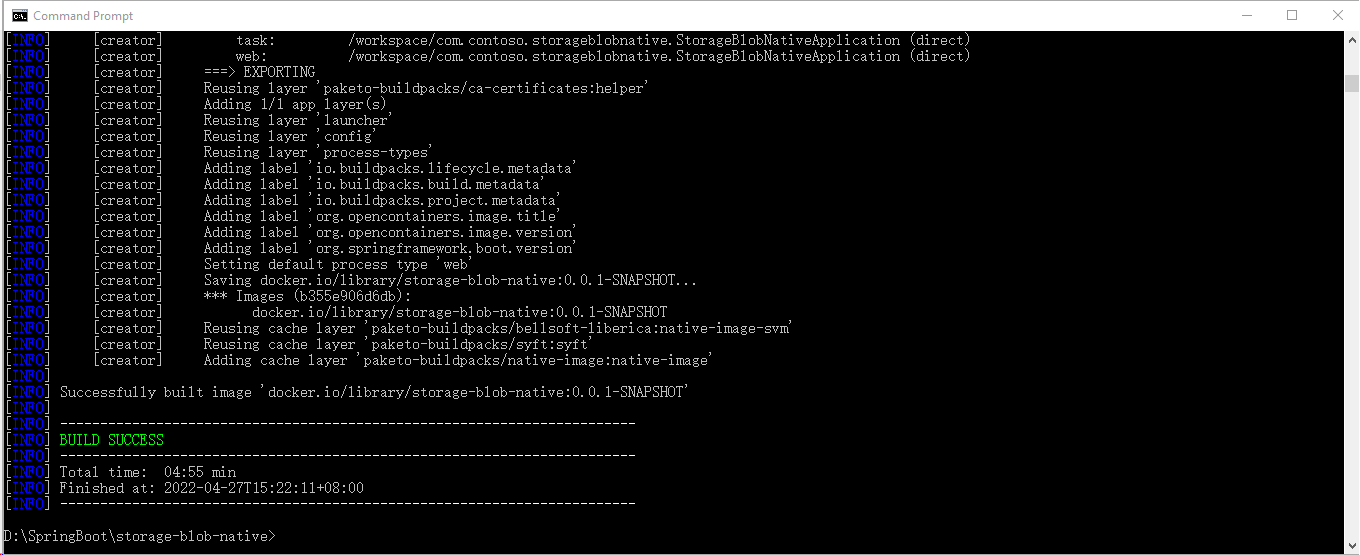 Command Prompt
[INFO] [creator] task: /workspace/com.contoso.storageblobnative.StorageBlobNativeApplication (direct)
[INFO] [creator] web: /workspace/com.contoso.storageblobnative.StorageBlobNativeApplication (direct)
[INFO] [creator] ===> EXPORTING
[INFO] [creator] Reusing layer 'paketo-buildpacks/ca-certificates:helper'
[INFO] [creator] Adding 1/1 app layer(s)
[INFO] [creator] Reusing layer 'launcher'
[INFO] [creator] Reusing layer 'config'
[INFO] [creator] Reusing layer 'process-types'
[INFO] [creator] Adding label 'io.buildpacks.lifecycle.metadata'
[INFO] [creator] Adding label 'io.buildpacks.build.metadata'
[INFO] [creator] Adding label 'io.buildpacks.project.metadata'
[INFO] [creator] Adding label 'org.opencontainers.image.title'
[INFO] [creator] Adding label 'org.opencontainers.image.version'
[INFO] [creator] Adding label 'org.springframework.boot.version'
[INFO] [creator] Setting default process type 'web'
[INFO] [creator] Saving docker.io/library/storage-blob-native:0.0.1-SNAPSHOT...
[INFO] [creator] *** Images (b355e906d6db):
[INFO] [creator] docker.io/library/storage-blob-native:0.0.1-SNAPSHOT
[INFO] [creator] Reusing cache layer 'paketo-buildpacks/bellsoft-liberica:native-image-svm'
[INFO] [creator] Reusing cache layer 'paketo-buildpacks/syft:syft'
[INFO] [creator] Adding cache layer 'paketo-buildpacks/native-image:native-image'
[INFO]
[INFO] Successfully built image 'docker.io/library/storage-blob-native:0.0.1-SNAPSHOT'
[INFO]
[INFO] ------------------------------------------------------------------------
[INFO] BUILD SUCCESS
[INFO] ------------------------------------------------------------------------
[INFO] Total time:  04:55 min
[INFO] Finished at: 2022-04-27T15:22:11+08:00
[INFO] ------------------------------------------------------------------------
D:\SpringBoot\storage-blob-native>